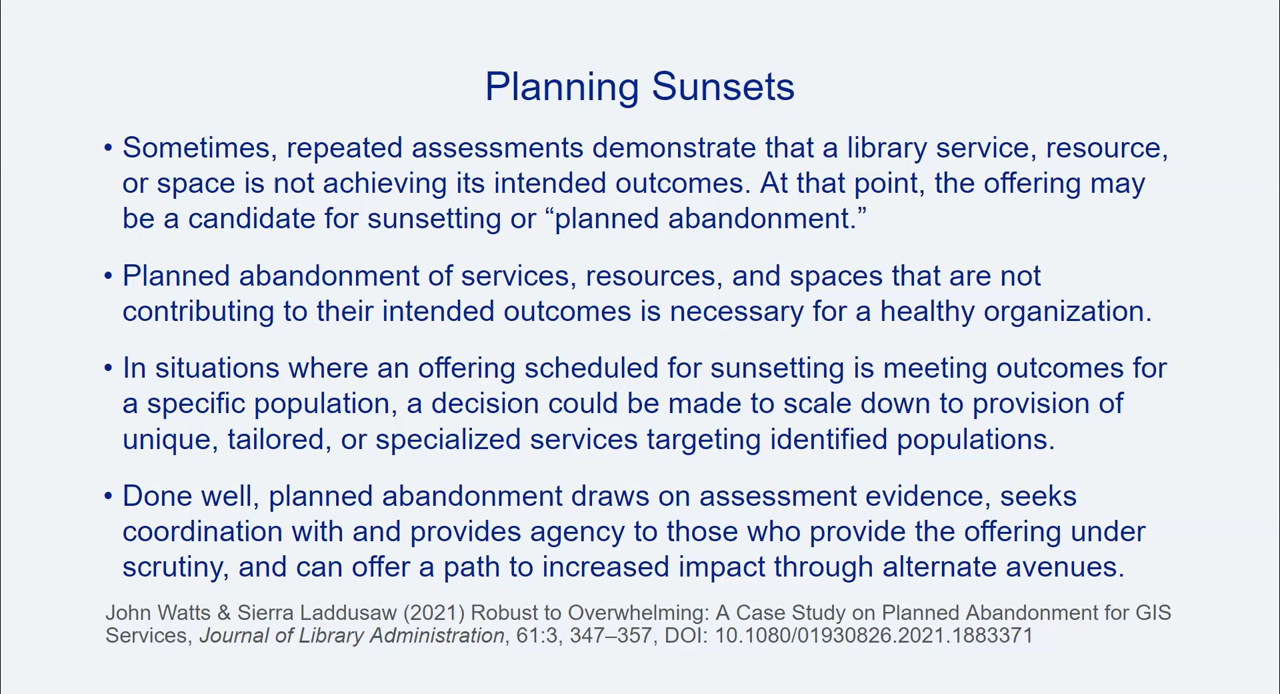 Planning Sunsets
• Sometimes, repeated assessments demonstrate that a library service, resource,
or space is not achieving its intended outcomes. At that point, the offering may
be a candidate for sunsetting or “planned abandonment.”
• Planned abandonment of services, resources, and spaces that are not
contributing to their intended outcomes is necessary for a healthy organization.
• In situations where an offering scheduled for sunsetting is meeting outcomes for
a specific population, a decision could be made to scale down to provision of
unique, tailored, or specialized services targeting identified populations.
• Done well, planned abandonment draws on assessment evidence, seeks
coordination with and provides agency to those who provide the offering under
scrutiny, and can offer a path to increased impact through alternate avenues.
John Watts & Sierra Laddusaw (2021) Robust to Overwhelming: A Case Study on Planned Abandonment for GIS
Services, Journal of Library Administration, 61:3, 347–357, DOI: 10.1080/01930826.2021.1883371